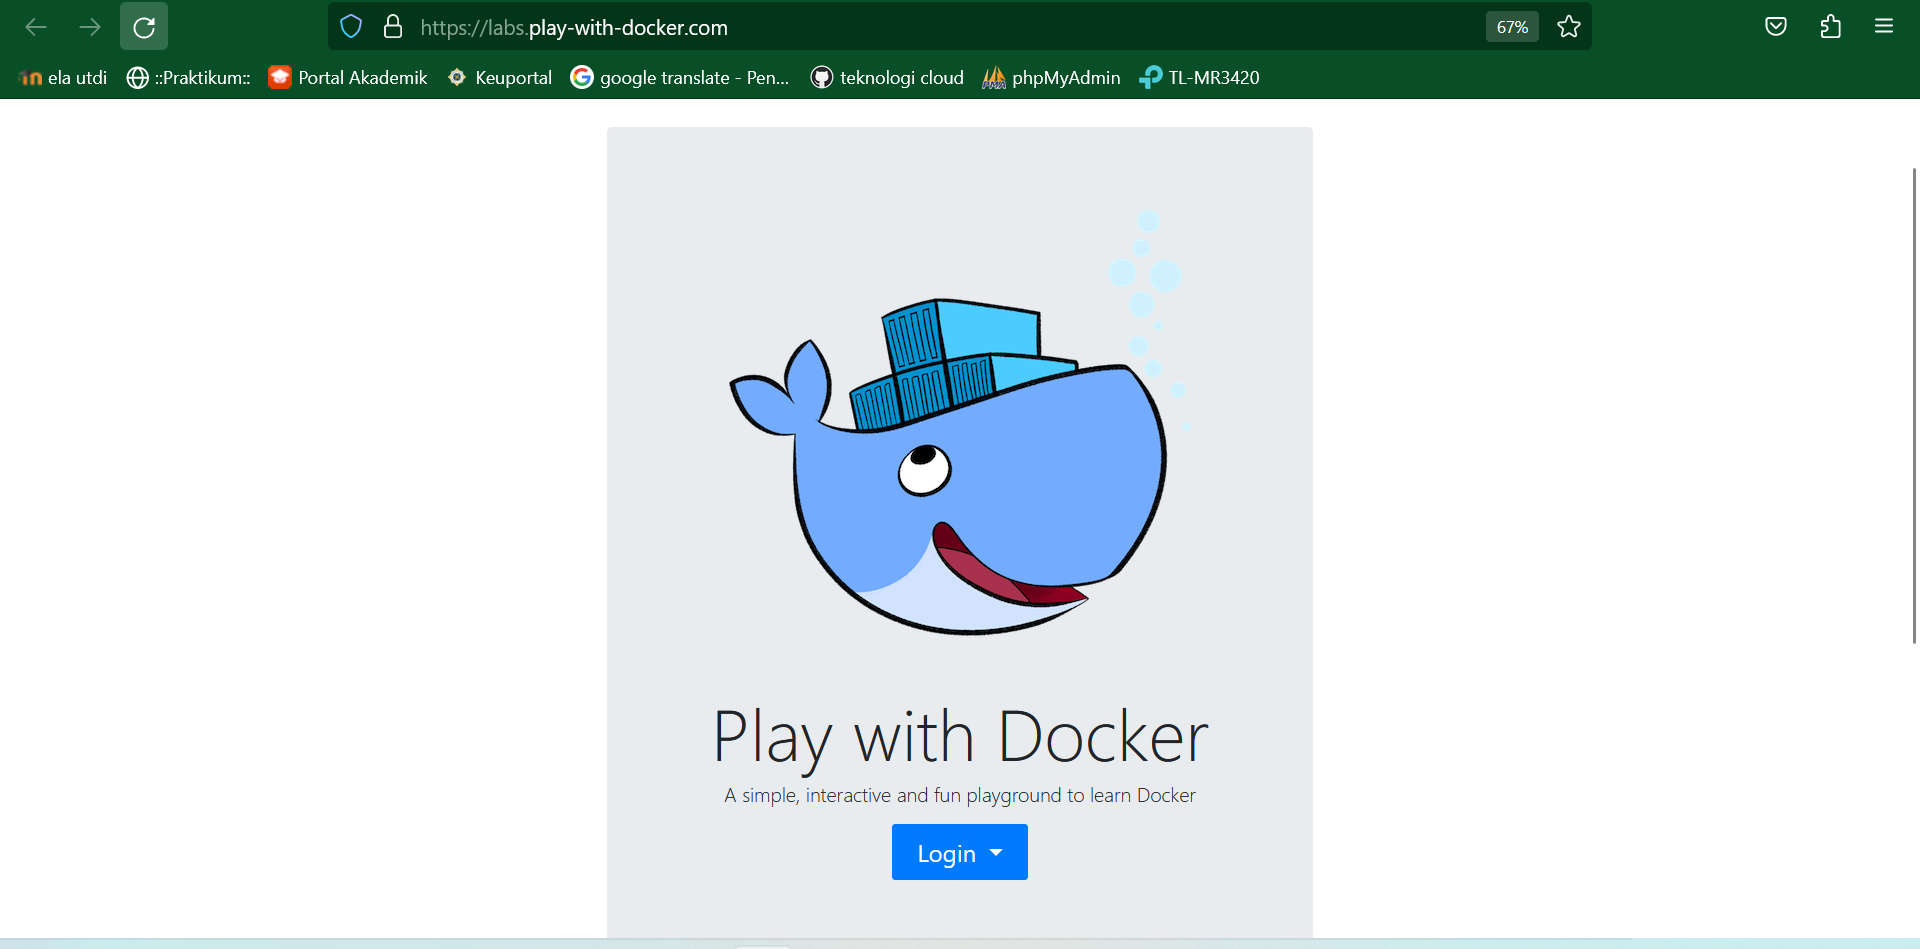 https://labs.play-with-docker.com
67%
ela utdi
::Praktikum::
Portal Akademik
Keuportal
google translate - Pen...
teknologi cloud
phpMyAdmin
TL-MR3420
Play with Docker
A simple, interactive and fun playground to learn Docker
Login